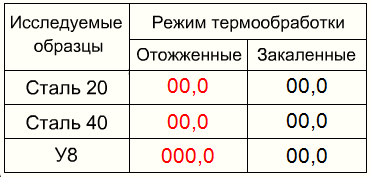 Исследуемые образцы Режим термообработки
Отожженные Закаленные
Сталь 20 00,0 00,0
Сталь 40 00,0 00,0
У8 000,0 00,0